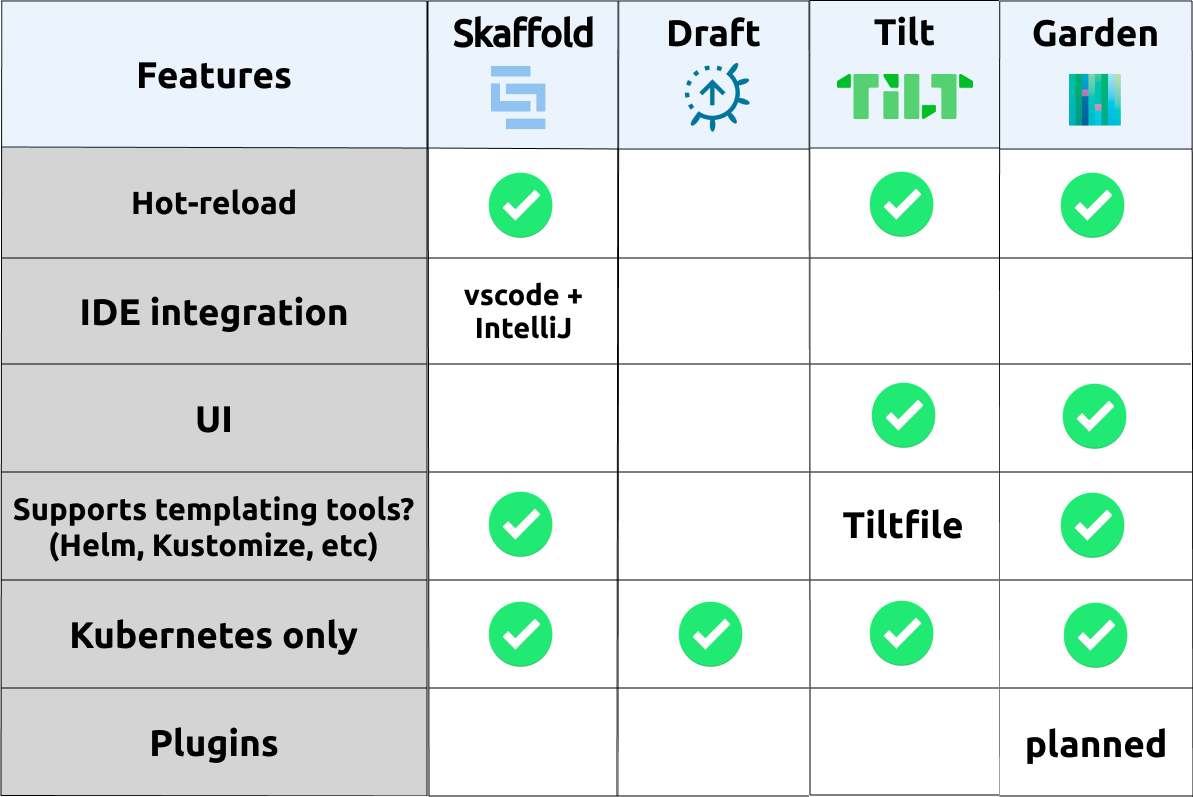 Features
Skaffold
Draft
Tilt
TILT
Garden
Hot-reload
IDE integration
vscode +
IntelliJ
UI
Supports templating tools?
(Helm, Kustomize, etc)
Tiltfile
Kubernetes only
Plugins
planned